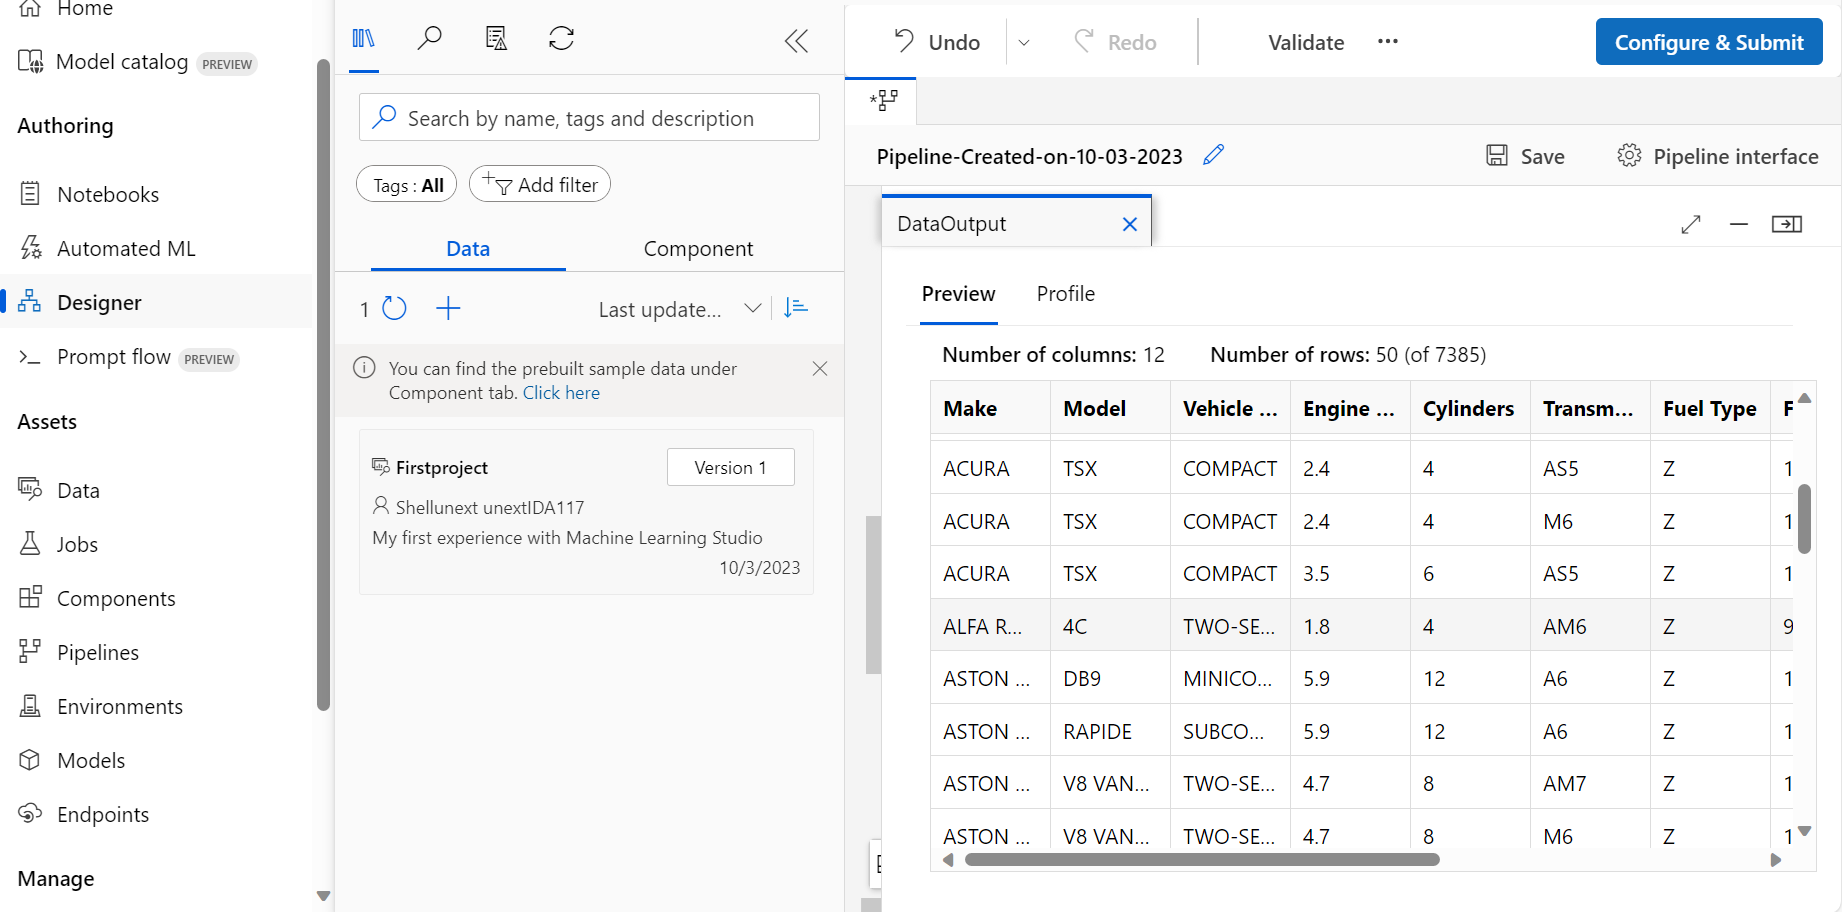 Home
Model catalog PREVIEW
Authoring
Notebooks
Automated ML
Designer
Prompt flow PREVIEW
Assets
Data
Jobs
Components
Pipelines
Environments
Models
Endpoints
Manage
Search by name, tags and description
Tags : All
Add filter
Data Component
1 Last update...
You can find the prebuilt sample data under
Component tab. Click here
Firstproject Version 1
Shellunext unextIDA117
My first experience with Machine Learning Studio
10/3/2023
Undo Redo Validate ··· Configure & Submit
Pipeline-Created-on-10-03-2023 Save Pipeline interface
DataOutput
Preview Profile
Number of columns: 12 Number of rows: 50 (of 7385)
Make Model Vehicle ... Engine ... Cylinders Transm... Fuel Type F
ACURA TSX COMPACT 2.4 4 AS5 Z 1
ACURA TSX COMPACT 2.4 4 M6 Z 1
ACURA TSX COMPACT 3.5 6 AS5 Z 1
ALFA R... 4C TWO-SE... 1.8 4 AM6 Z 9
ASTON ... DB9 MINICO... 5.9 12 A6 Z 1
ASTON ... RAPIDE SUBCO... 5.9 12 A6 Z 1
ASTON ... V8 VAN... TWO-SE... 4.7 8 AM7 Z 1
ASTON ... V8 VAN... TWO-SE... 4.7 8 M6 Z 1